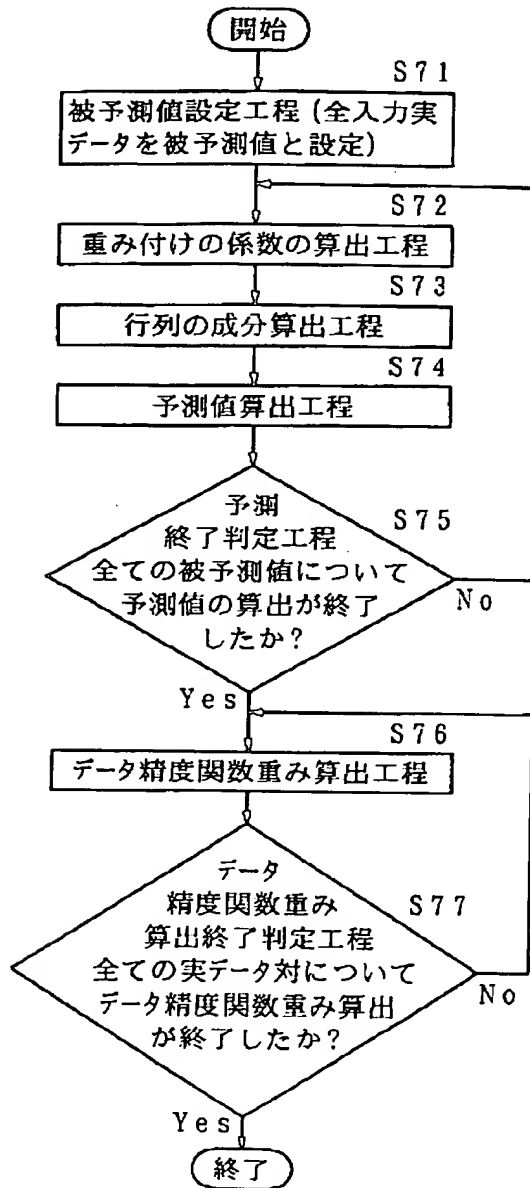 開始
S71
被予測値設定工程(全入力実
データを被予測値と設定)
S72
重み付けの係数の算出工程
S73
行列の成分算出工程
S74
予測値算出工程
S75
予測
終了判定工程
全ての被予測値について
予測値の算出が終了
したか?
No
Yes
S76
データ精度関数重み算出工程
S77
データ
精度関数重み
算出終了判定工程
全ての実データ対について
データ精度関数重み算出
が終了したか?
No
Yes
終了